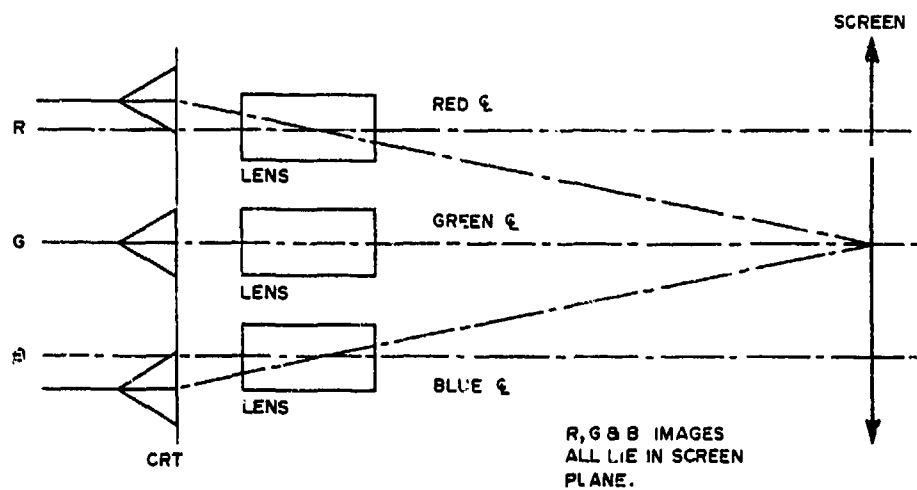 SCREEN
RED ℄
R
LENS
GREEN ℄
G
LENS
BLUE ℄
LENS
CRT
R, G & B IMAGES
ALL LIE IN SCREEN
PLANE.